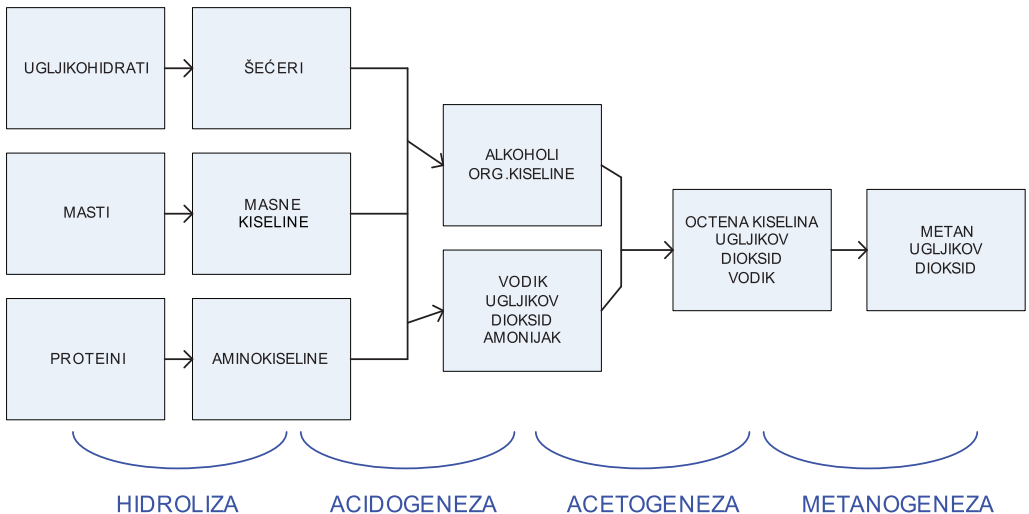 UGLJIKOHIDRATI
ŠEĆERI
MASTI
MASNE
KISELINE
PROTEINI
AMINOKISELINE
ALKOHOLI
ORG.KISELINE
VODIK
UGLJIKOV
DIOKSID
AMONIJAK
OCTENA KISELINA
UGLJIKOV
DIOKSID
VODIK
METAN
UGLJIKOV
DIOKSID
HIDROLIZA
ACIDOGENEZA
ACETOGENEZA
METANOGENEZA